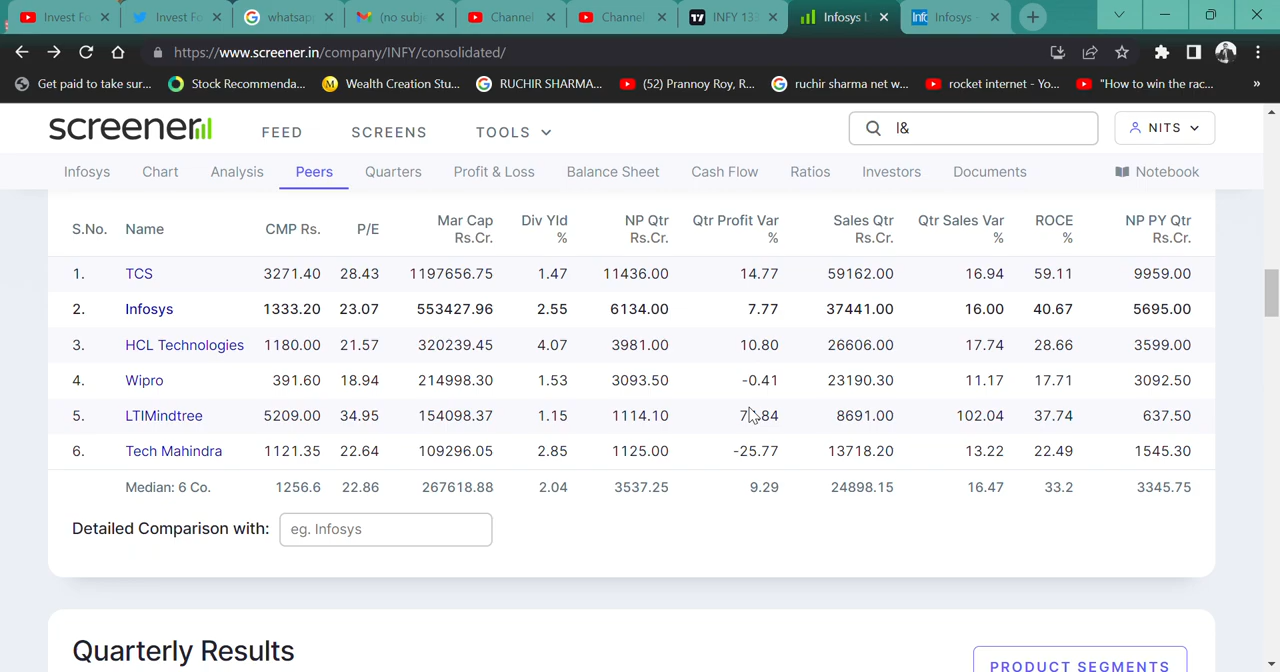 Invest Fo
Invest Fo
whatsapp
(no subj
Channel
Channel
INFY 133
Infosys L
Infosys
https://www.screener.in/company/INFY/consolidated/
Get paid to take sur...
Stock Recommenda...
Wealth Creation Stu...
RUCHIR SHARMA...
(52) Prannoy Roy, R...
ruchir sharma net w...
rocket internet - Yo...
"How to win the rac...
»
screener
FEED
SCREENS
TOOLS
l&
NITS
Infosys
Chart
Analysis
Peers
Quarters
Profit & Loss
Balance Sheet
Cash Flow
Ratios
Investors
Documents
Notebook
S.No. Name CMP Rs. P/E Mar Cap Rs.Cr. Div Yld % NP Qtr Rs.Cr. Qtr Profit Var % Sales Qtr Rs.Cr. Qtr Sales Var % ROCE % NP PY Qtr Rs.Cr.
1. TCS 3271.40 28.43 1197656.75 1.47 11436.00 14.77 59162.00 16.94 59.11 9959.00
2. Infosys 1333.20 23.07 553427.96 2.55 6134.00 7.77 37441.00 16.00 40.67 5695.00
3. HCL Technologies 1180.00 21.57 320239.45 4.07 3981.00 10.80 26606.00 17.74 28.66 3599.00
4. Wipro 391.60 18.94 214998.30 1.53 3093.50 -0.41 23190.30 11.17 17.71 3092.50
5. LTIMindtree 5209.00 34.95 154098.37 1.15 1114.10 8691.00 102.04 37.74 637.50
6. Tech Mahindra 1121.35 22.64 109296.05 2.85 1125.00 -25.77 13718.20 13.22 22.49 1545.30
Median: 6 Co. 1256.6 22.86 267618.88 2.04 3537.25 9.29 24898.15 16.47 33.2 3345.75
Detailed Comparison with: eg. Infosys
Quarterly Results
PRODUCT SEGMENTS